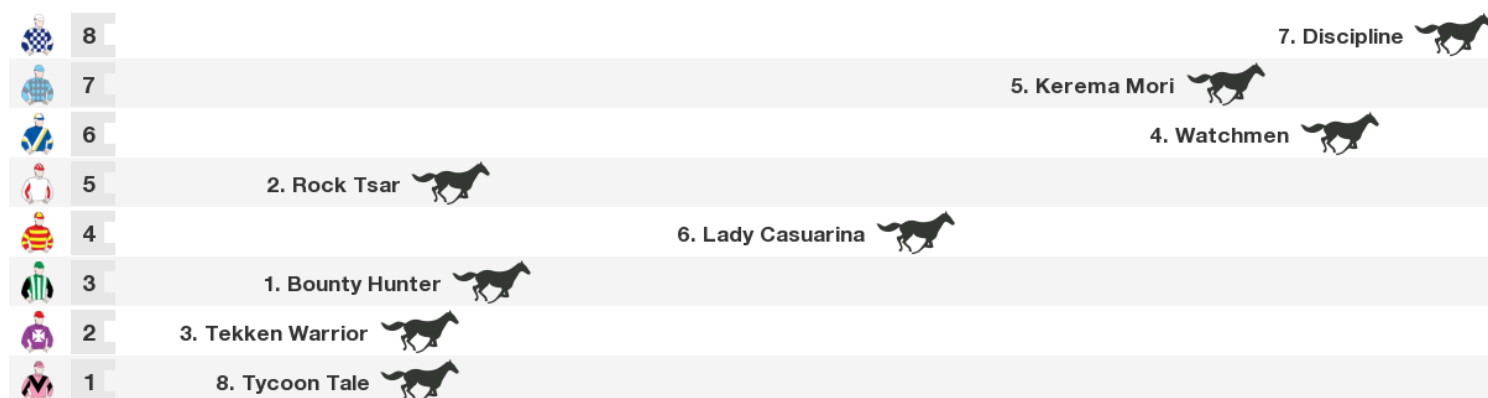 8 7. Discipline
7 5. Kerema Mori
6 4. Watchmen
5 2. Rock Tsar
4 6. Lady Casuarina
3 1. Bounty Hunter
2 3. Tekken Warrior
1 8. Tycoon Tale